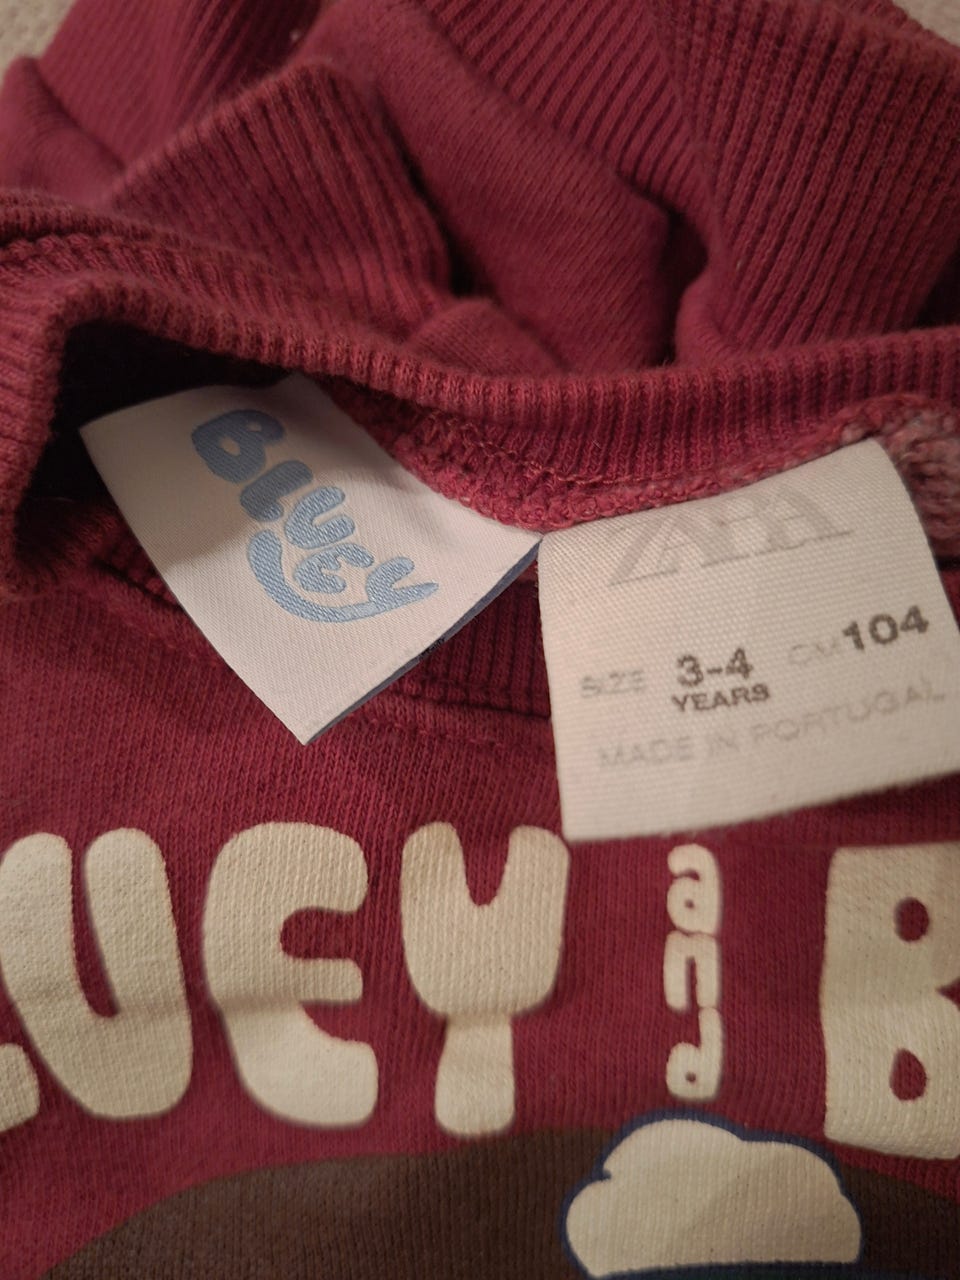 BLUEY
ZARA
SIZE 3-4 CM 104
YEARS
MADE IN PORTUGAL
LUEY and B